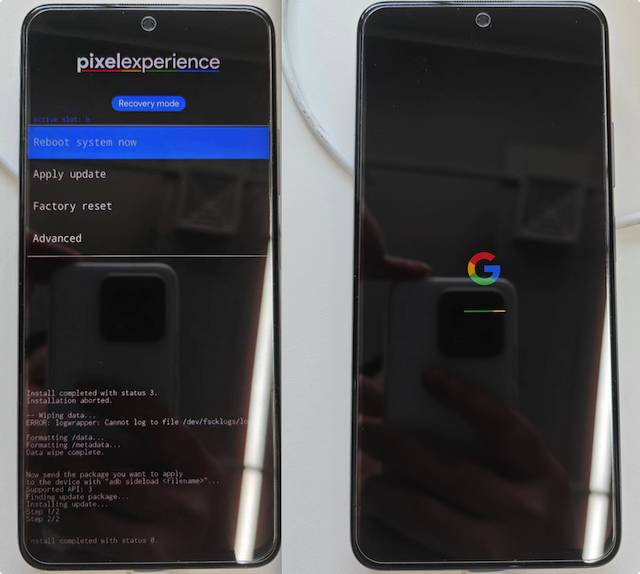 pixelexperience
Recovery mode
active slot: b
Reboot system now
Apply update
Factory reset
Advanced
Install completed with status 3.
Installation aborted.
-- Wiping data...
ERROR: logwrapper: Cannot log to file /dev/fscklogs/lo
Formatting /data...
Formatting /metadata...
Data wipe complete.
Now send the package you want to apply
to the device with "adb sideload <filename>"...
Supported API: 3
Finding update package...
Installing update...
Step 1/2
Step 2/2
Install completed with status 0.
G